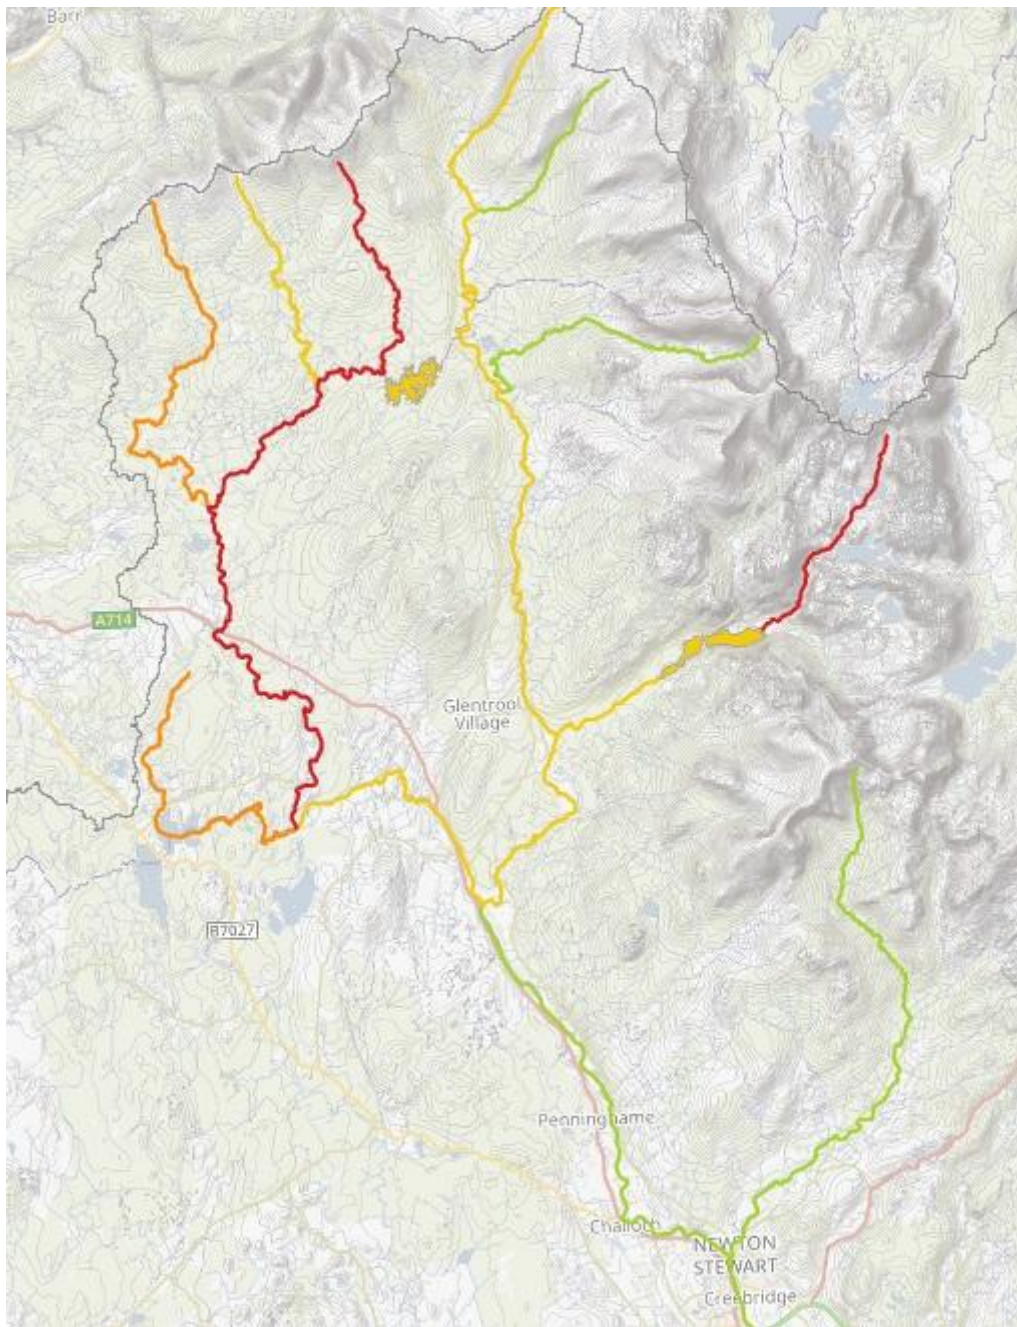 Barr
A714
Glentrool
Village
B7027
Penninghame
Challoch
NEWTON
STEWART
Creebridge